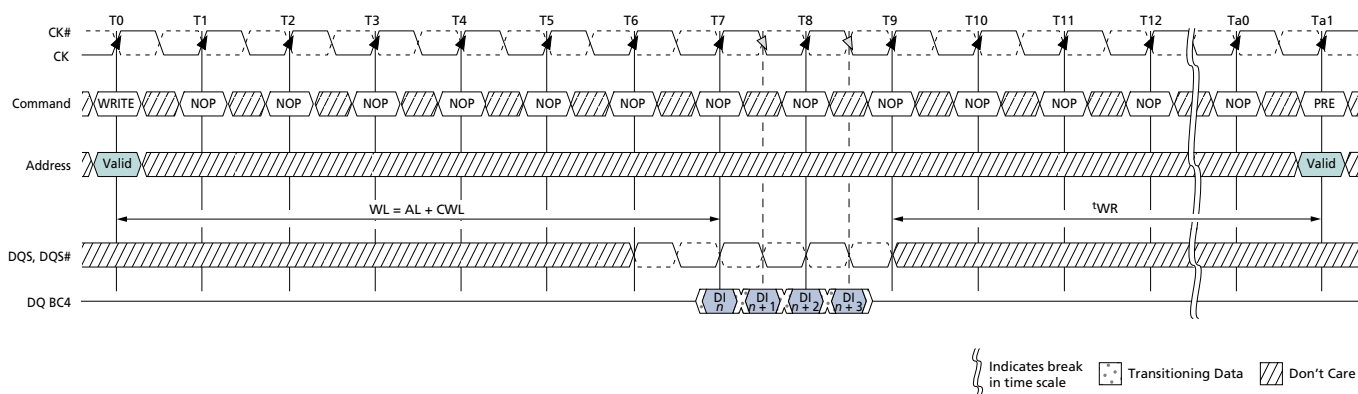 T0 T1 T2 T3 T4 T5 T6 T7 T8 T9 T10 T11 T12 Ta0 Ta1
CK#
CK
Command WRITE NOP NOP NOP NOP NOP NOP NOP NOP NOP NOP NOP NOP NOP PRE
Address Valid Valid
WL = AL + CWL tWR
DQS, DQS#
DQ BC4 DI n DI n + 1 DI n + 2 DI n + 3
Indicates break
in time scale
Transitioning Data
Don't Care